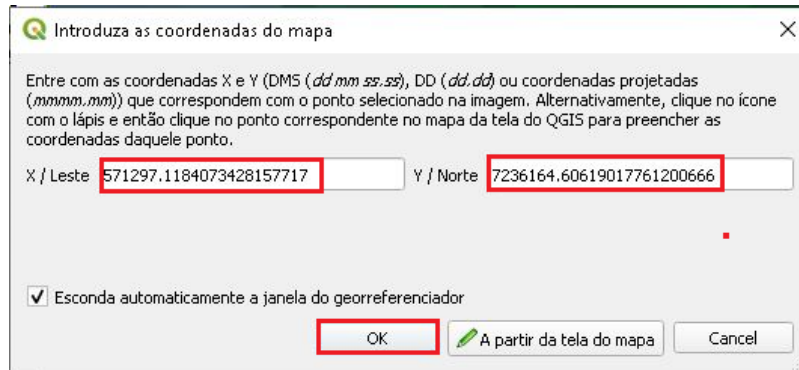 Introduza as coordenadas do mapa
Entre com as coordenadas X e Y (DMS (dd mm ss.ss), DD (dd.dd) ou coordenadas projetadas
(mmmm.mm)) que correspondem com o ponto selecionado na imagem. Alternativamente, clique no ícone
com o lápis e então clique no ponto correspondente no mapa da tela do QGIS para preencher as
coordenadas daquele ponto.
X / Leste 571297.1184073428157717 Y / Norte 7236164.60619017761200666
Esconda automaticamente a janela do georreferenciador
OK A partir da tela do mapa Cancel